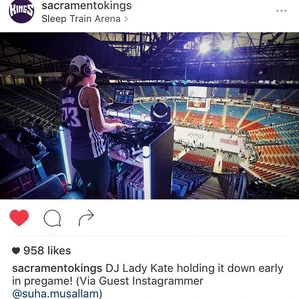 KINGS
sacramentokings
Sleep Train Arena >
23
958 likes
sacramentokings DJ Lady Kate holding it down early
in pregame! (Via Guest Instagrammer
@suha.musallam)